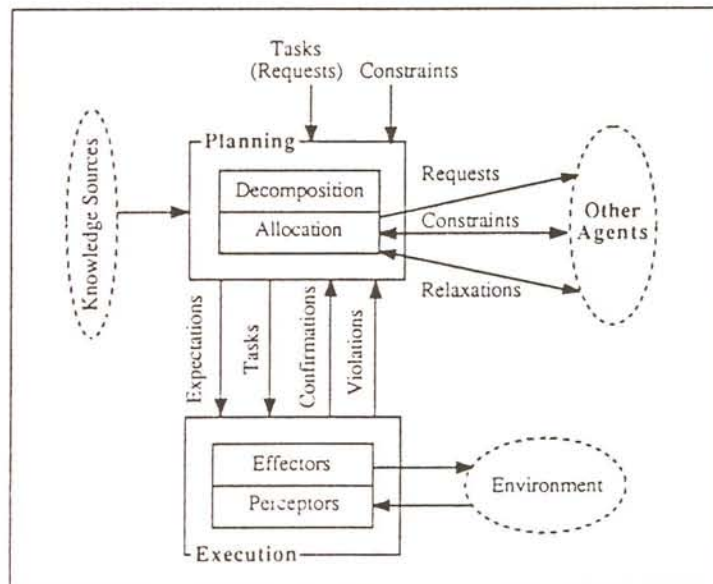 Tasks
(Requests)
Constraints
Planning
Knowledge Sources
Decomposition
Allocation
Requests
Constraints
Relaxations
Other
Agents
Expectations
Tasks
Confirmations
Violations
Effectors
Perceptors
Environment
Execution